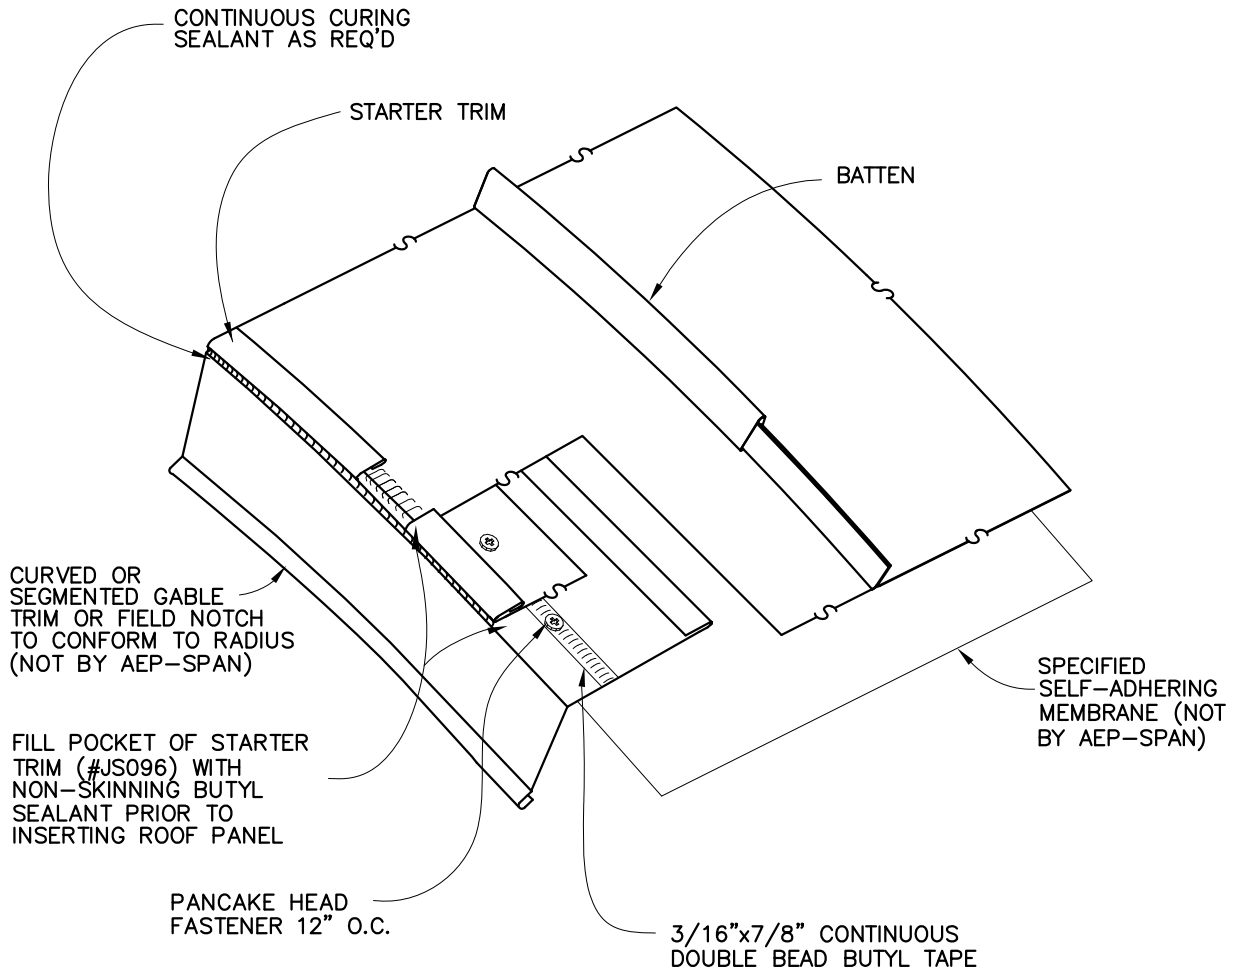 CONTINUOUS CURING
SEALANT AS REQ'D
STARTER TRIM
BATTEN
CURVED OR
SEGMENTED GABLE
TRIM OR FIELD NOTCH
TO CONFORM TO RADIUS
(NOT BY AEP-SPAN)
SPECIFIED
SELF-ADHERING
MEMBRANE (NOT
BY AEP-SPAN)
FILL POCKET OF STARTER
TRIM (#JS096) WITH
NON-SKINNING BUTYL
SEALANT PRIOR TO
INSERTING ROOF PANEL
PANCAKE HEAD
FASTENER 12" O.C.
3/16"x7/8" CONTINUOUS
DOUBLE BEAD BUTYL TAPE